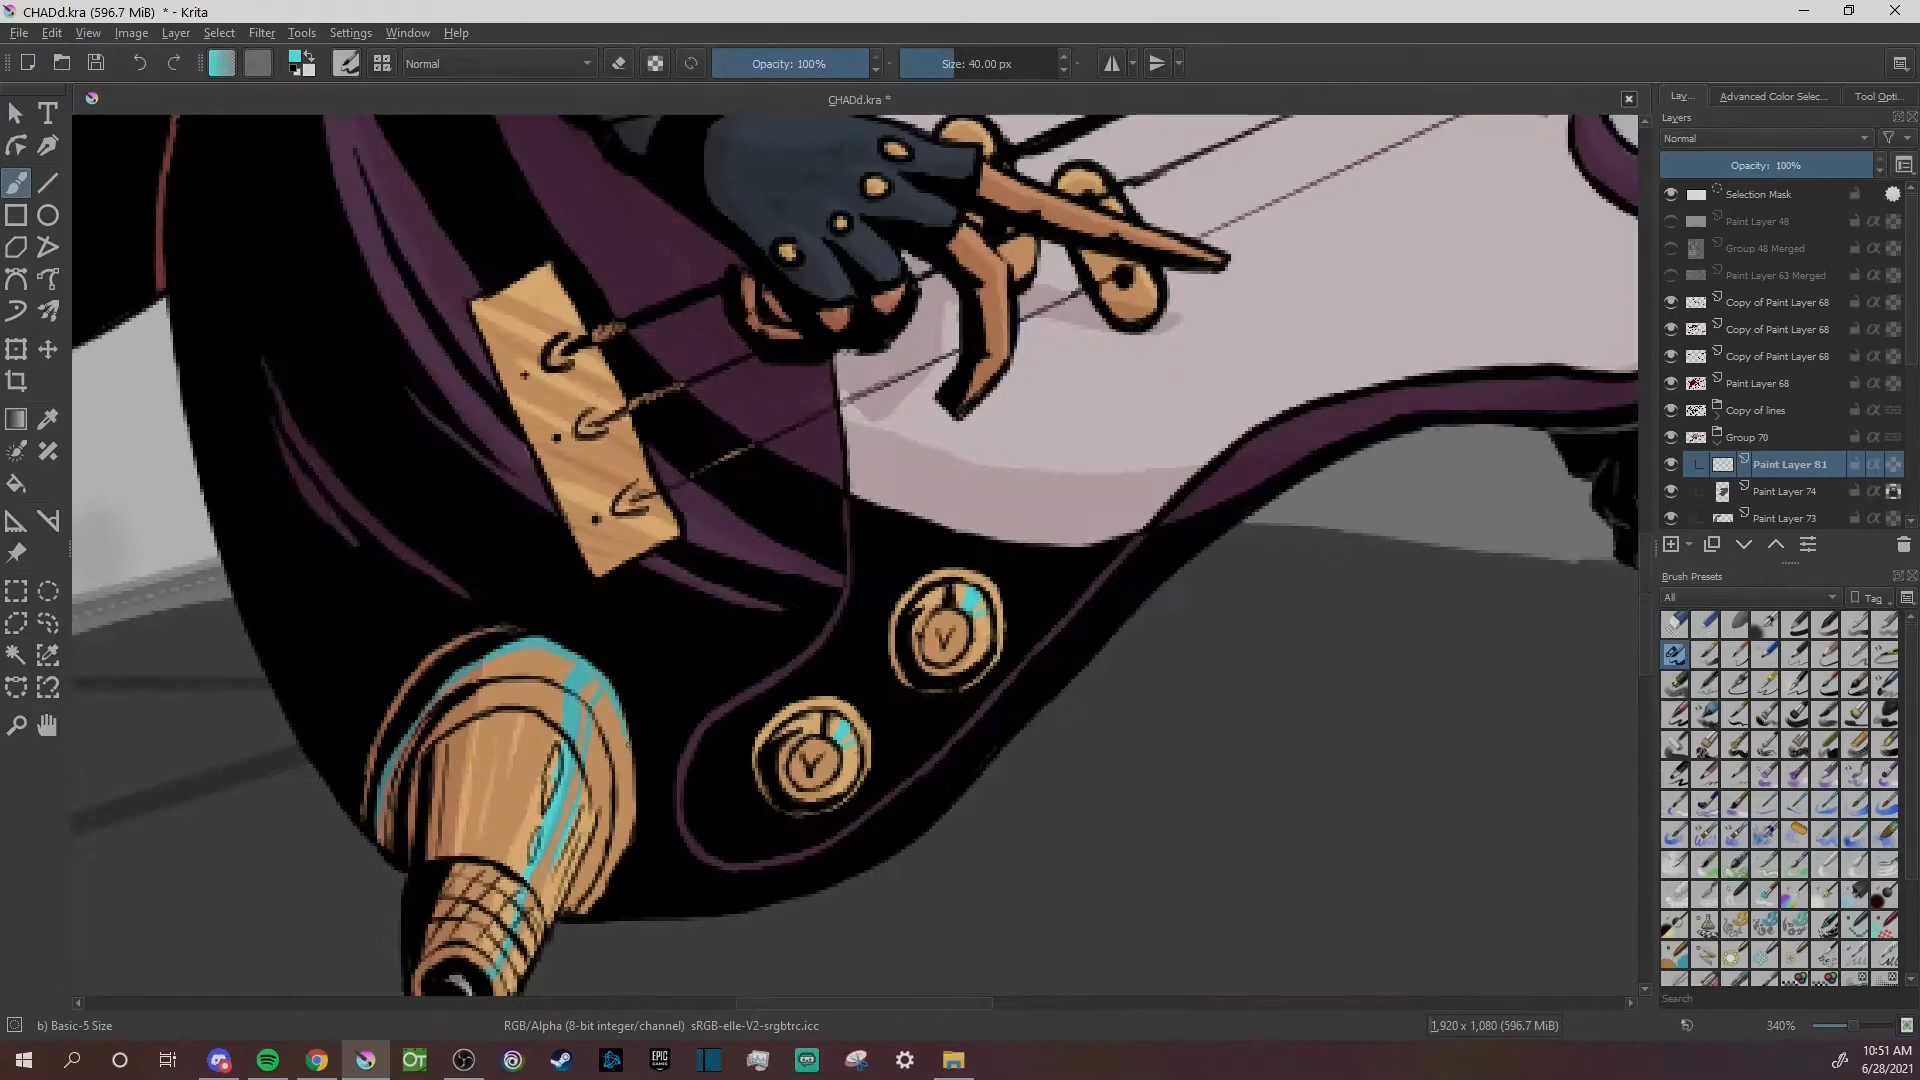 CHADd.kra (596.7 MiB) * - Krita
File Edit View Image Layer Select Filter Tools Settings Window Help
Normal
Opacity: 100%
Size: 40.00 px
CHADd.kra *
Lay... Advanced Color Selec... Tool Opti...
Layers
Normal
Opacity: 100%
Selection Mask
Paint Layer 48
Group 48 Merged
Paint Layer 63 Merged
Copy of Paint Layer 68
Copy of Paint Layer 68
Copy of Paint Layer 68
Paint Layer 68
Copy of lines
Group 70
Paint Layer 81
Paint Layer 74
Paint Layer 73
Brush Presets
All
Tag
Y
Y
Search
b) Basic-5 Size
RGB/Alpha (8-bit integer/channel) sRGB-elle-V2-srgbtrc.icc
1,920 x 1,080 (596.7 MiB)
340%
OT
EPIC GAMES
10:51 AM
6/28/2021